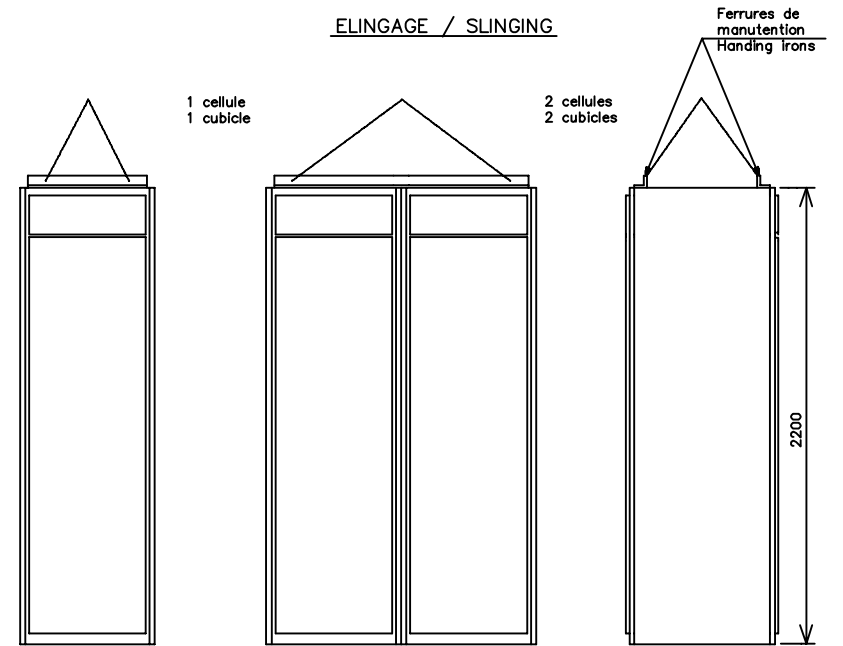 ELINGAGE / SLINGING
Ferrures de
manutention
Handing irons
1 cellule
1 cubicle
2 cellules
2 cubicles
2200